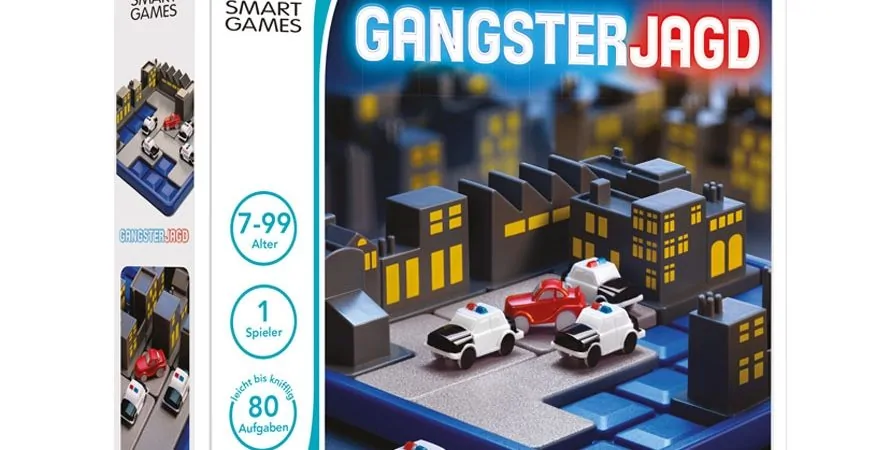 SMART
GAMES
GANGSTERJAGD
SMART
GAMES
GANGSTERJAGD
7-99
Alter
1
Spieler
leicht bis knifflig
80
Aufgaben